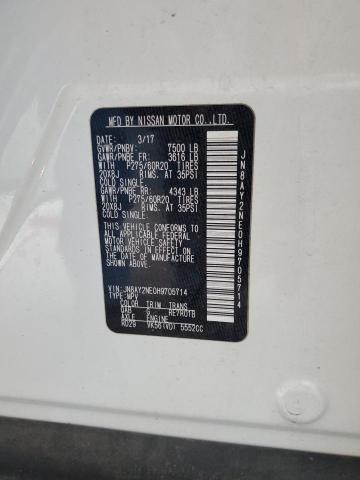 MFD BY NISSAN MOTOR CO.,LTD.
DATE: 3/17
GVWR/PNBV: 7500 LB
GAWR/PNBE FR: 3616 LB
WITH P275/60R20 TIRES
20X8J RIMS, AT 35PSI
COLD SINGLE.
GAWR/PNBE RR: 4343 LB
WITH P275/60R20 TIRES
20X8J RIMS, AT 35PSI
COLD SINGLE.
THIS VEHICLE CONFORMS TO
ALL APPLICABLE FEDERAL
MOTOR VEHICLE SAFETY
STANDARDS IN EFFECT
ON THE DATE
OF MANUFACTURE SHOWN
ABOVE.
VIN: JN8AY2NE0H9705714
MPV
COLOR TRIM TRANS
QAB G RE7R01B
AXLE ENGINE
R029 VK56(VD) 5552CC
JN8AY2NE0H9705714